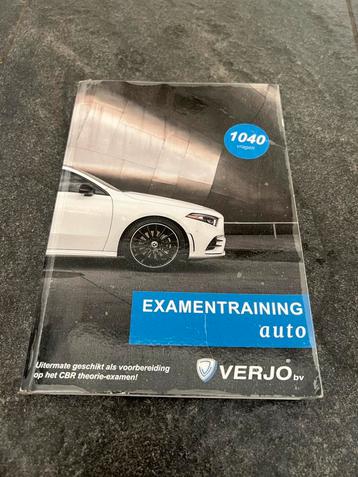 1040
vragen
EXAMENTRAINING
auto
Uitermate geschikt als voorbereiding
op het CBR theorie-examen!
VERJO bv